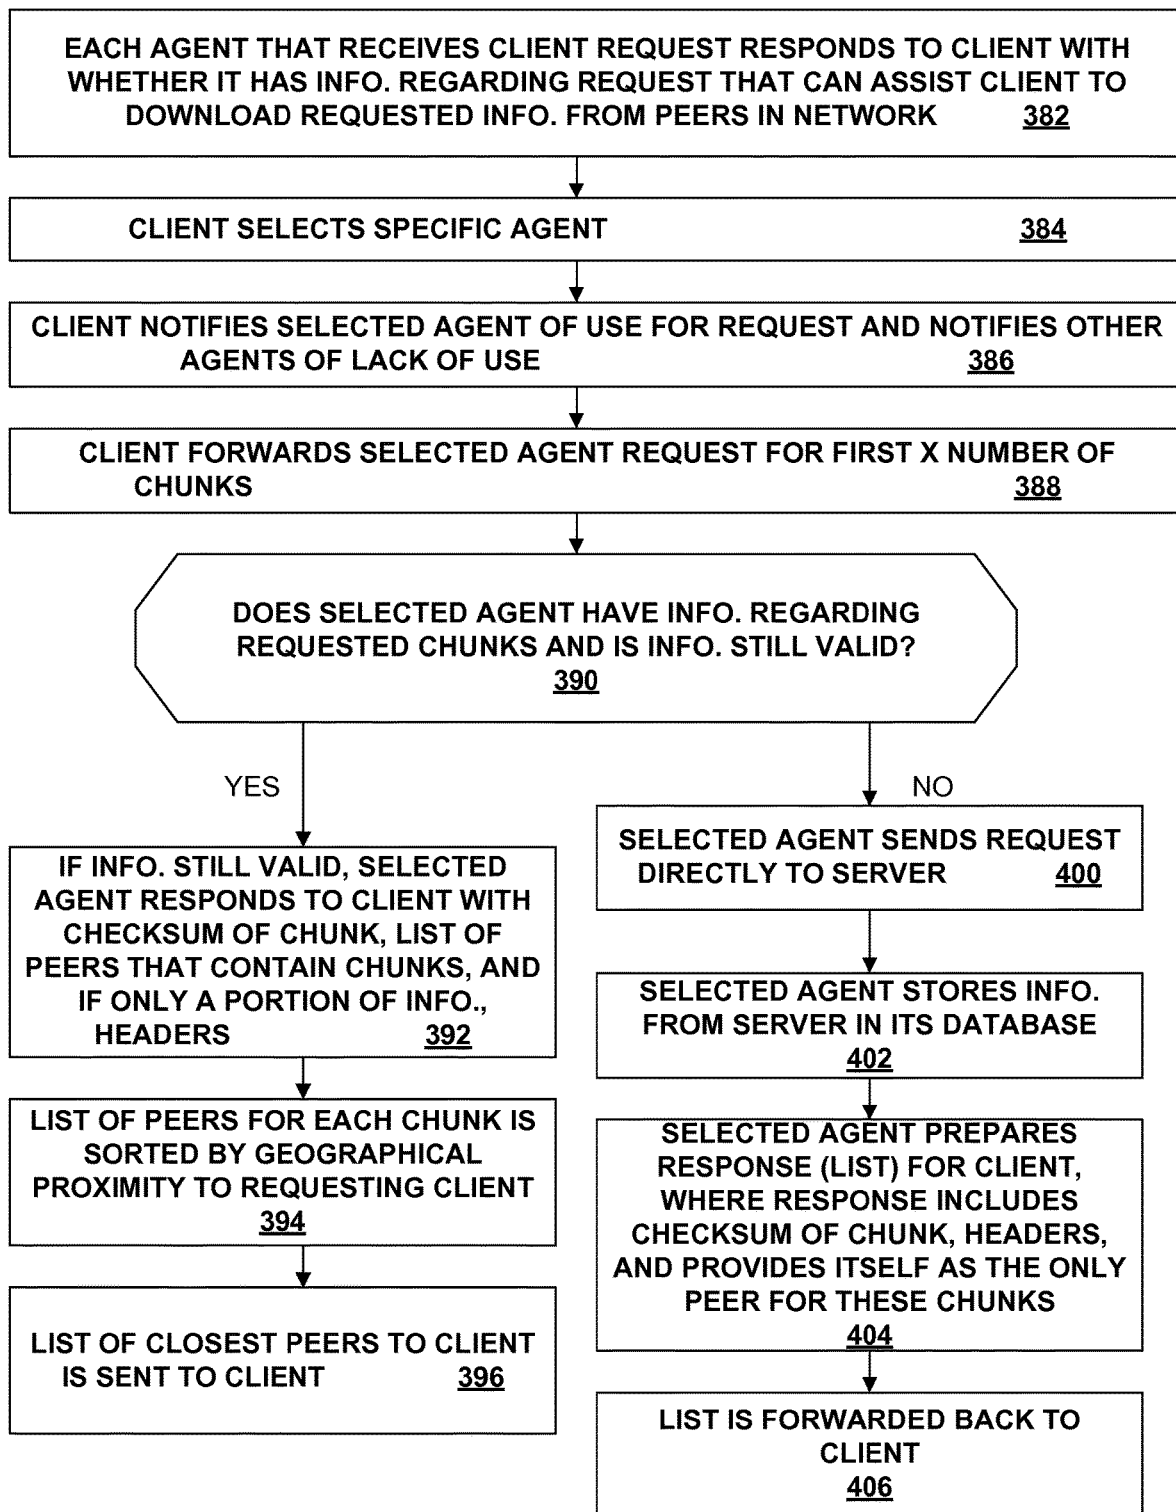 EACH AGENT THAT RECEIVES CLIENT REQUEST RESPONDS TO CLIENT WITH
WHETHER IT HAS INFO. REGARDING REQUEST THAT CAN ASSIST CLIENT TO
DOWNLOAD REQUESTED INFO. FROM PEERS IN NETWORK 382
CLIENT SELECTS SPECIFIC AGENT 384
CLIENT NOTIFIES SELECTED AGENT OF USE FOR REQUEST AND NOTIFIES OTHER
AGENTS OF LACK OF USE 386
CLIENT FORWARDS SELECTED AGENT REQUEST FOR FIRST X NUMBER OF
CHUNKS 388
DOES SELECTED AGENT HAVE INFO. REGARDING
REQUESTED CHUNKS AND IS INFO. STILL VALID?
390
YES
IF INFO. STILL VALID, SELECTED
AGENT RESPONDS TO CLIENT WITH
CHECKSUM OF CHUNK, LIST OF
PEERS THAT CONTAIN CHUNKS, AND
IF ONLY A PORTION OF INFO.,
HEADERS 392
LIST OF PEERS FOR EACH CHUNK IS
SORTED BY GEOGRAPHICAL
PROXIMITY TO REQUESTING CLIENT
394
LIST OF CLOSEST PEERS TO CLIENT
IS SENT TO CLIENT 396
NO
SELECTED AGENT SENDS REQUEST
DIRECTLY TO SERVER 400
SELECTED AGENT STORES INFO.
FROM SERVER IN ITS DATABASE
402
SELECTED AGENT PREPARES
RESPONSE (LIST) FOR CLIENT,
WHERE RESPONSE INCLUDES
CHECKSUM OF CHUNK, HEADERS,
AND PROVIDES ITSELF AS THE ONLY
PEER FOR THESE CHUNKS
404
LIST IS FORWARDED BACK TO
CLIENT
406